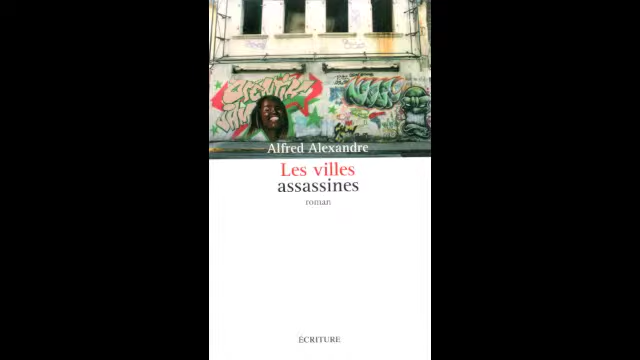 Alfred Alexandre
Les villes
assassines
roman
ÉCRITURE